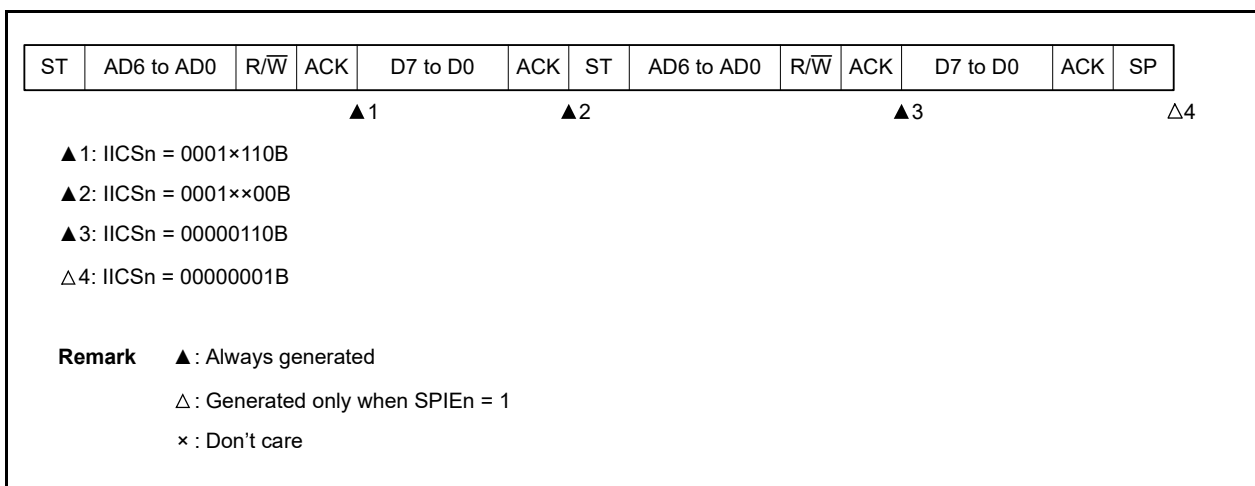 ST AD6 to AD0 R/W̅ ACK D7 to D0 ACK ST AD6 to AD0 R/W̅ ACK D7 to D0 ACK SP
▲1 ▲2 ▲3 △4
▲1: IICSn = 0001×110B
▲2: IICSn = 0001××00B
▲3: IICSn = 00000110B
△4: IICSn = 00000001B
Remark ▲: Always generated
△: Generated only when SPIEn = 1
×: Don’t care